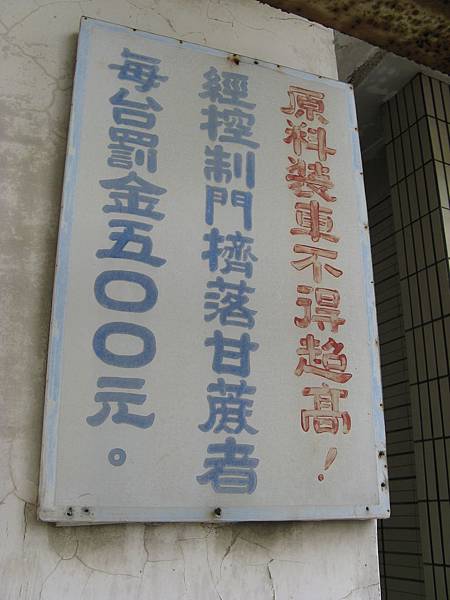 原料裝車不得超高！
經控制門擠落甘蔗者
每台罰金五〇〇元。